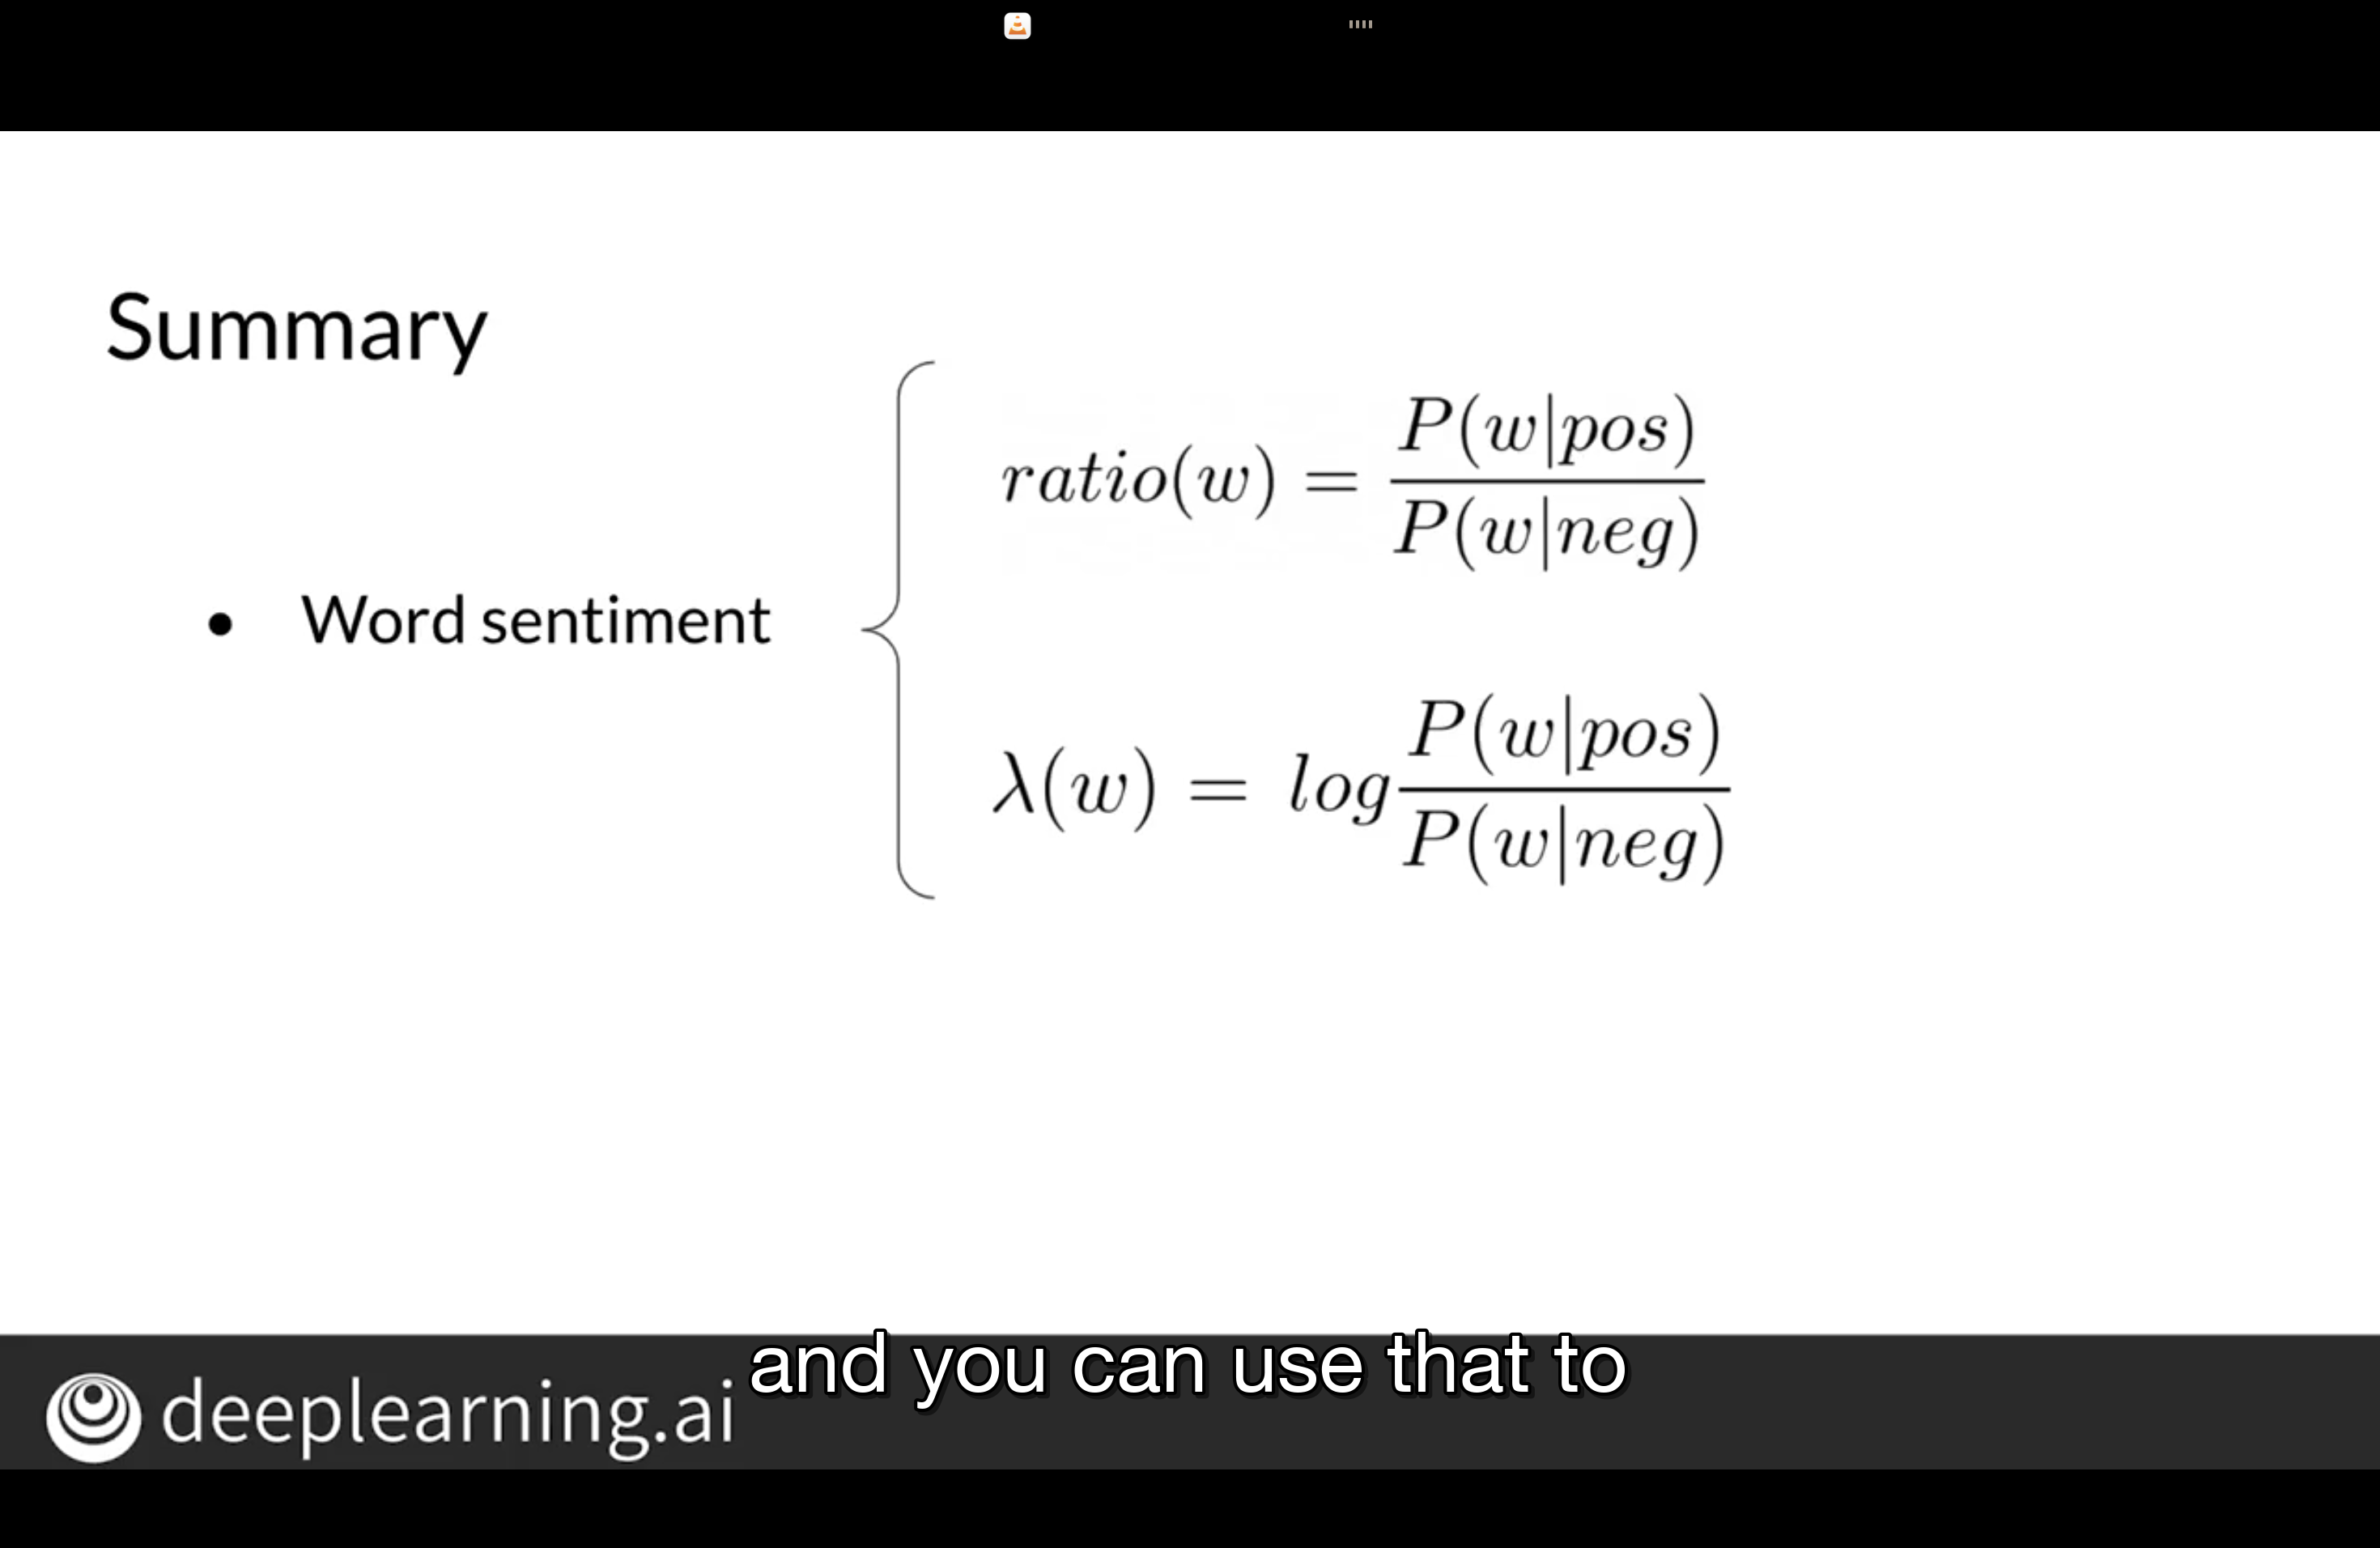 Summary
• Word sentiment
ratio(w) = P(w|pos) / P(w|neg)
λ(w) = log P(w|pos) / P(w|neg)
and you can use that to
deeplearning.ai